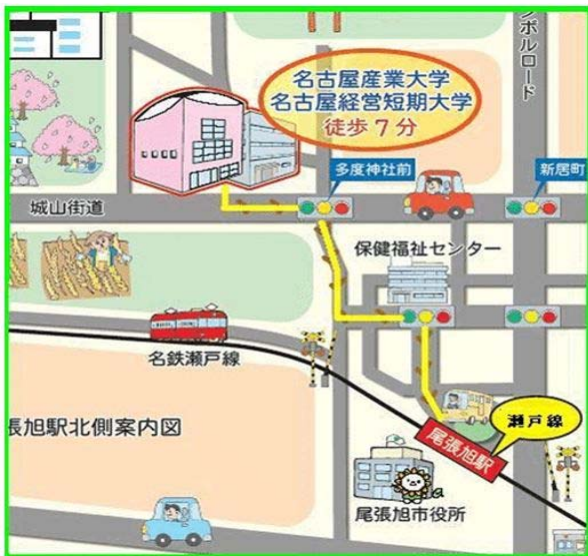 ンボルロード
名古屋産業大学
名古屋経営短期大学
徒歩7分
多度神社前
新居町
城山街道
保健福祉センター
名鉄瀬戸線
張旭駅北側案内図
瀬戸線
尾張旭駅
尾張旭市役所